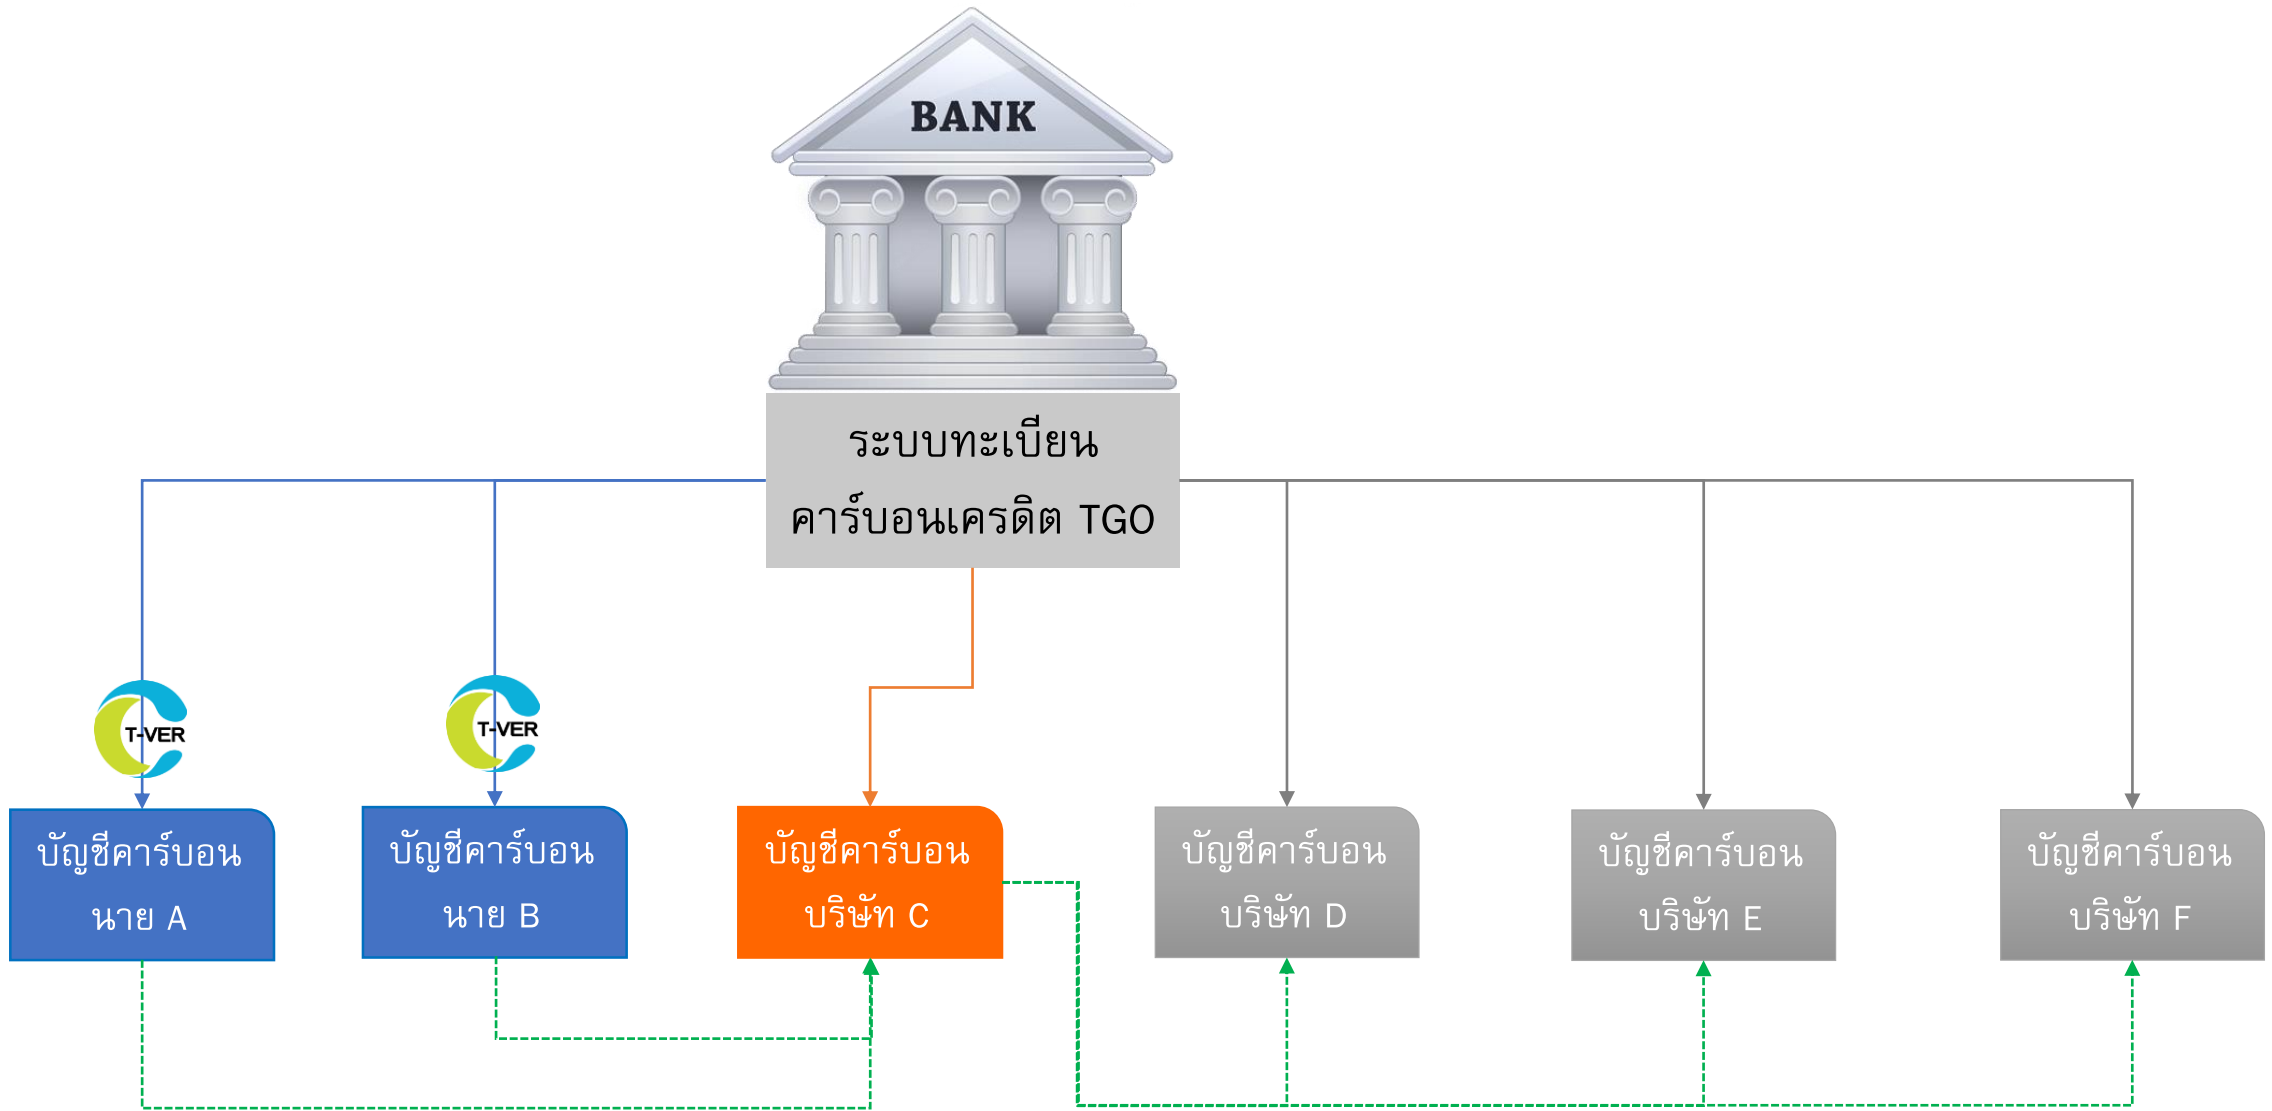 BANK
ระบบทะเบียน
คาร์บอนเครดิต TGO
T-VER
T-VER
บัญชีคาร์บอน
นาย A
บัญชีคาร์บอน
นาย B
บัญชีคาร์บอน
บริษัท C
บัญชีคาร์บอน
บริษัท D
บัญชีคาร์บอน
บริษัท E
บัญชีคาร์บอน
บริษัท F